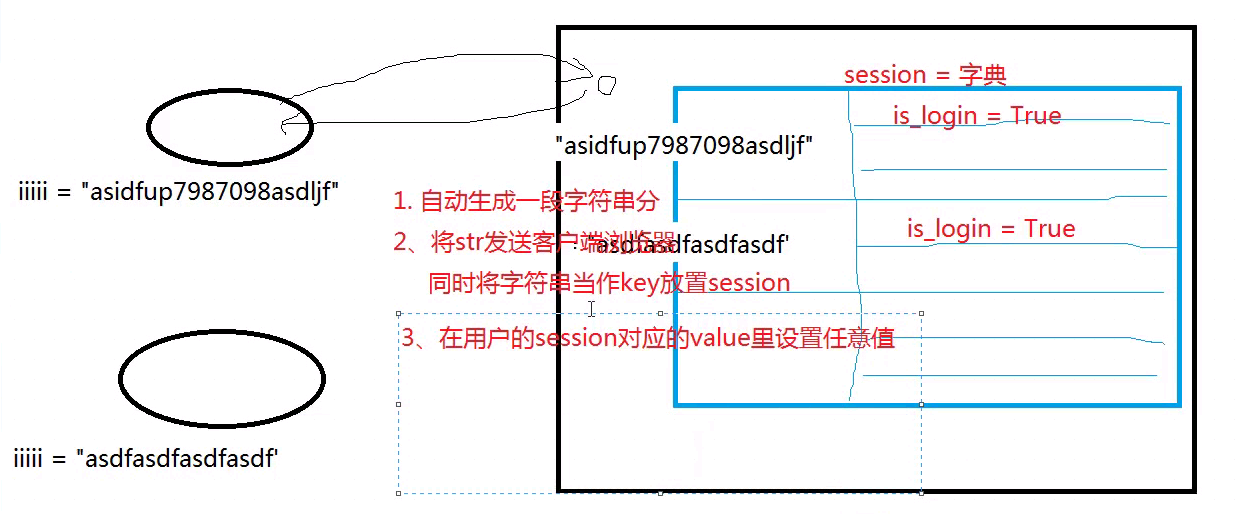 session = 字典
is_login = True
"asidfup7987098asdljf"
iiiii = "asidfup7987098asdljf"
1. 自动生成一段字符串分
is_login = True
2、将str发送客户端浏览器
"asdfasdfasdfasdf'
同时将字符串当作key放置session
3、在用户的session对应的value里设置任意值
iiiii = "asdfasdfasdfasdf'